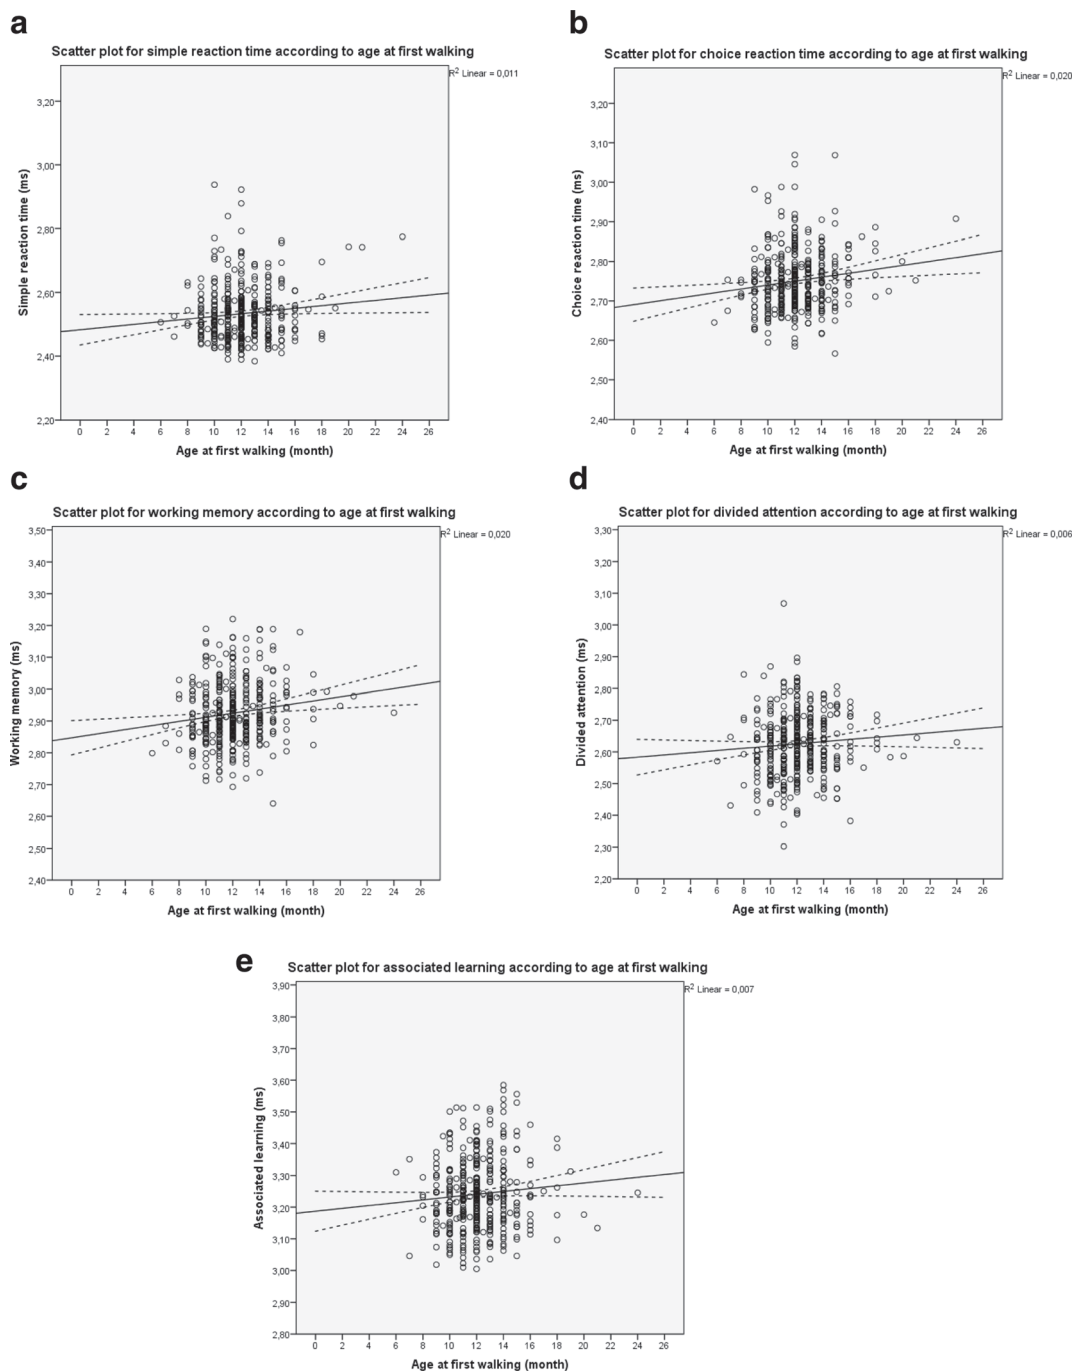 a
Scatter plot for simple reaction time according to age at first walking
R2 Linear = 0,011
Simple reaction time (ms)
3,20
3,00
2,80
2,60
2,40
2,20
0 2 4 6 8 10 12 14 16 18 20 22 24 26
Age at first walking (month)
b
Scatter plot for choice reaction time according to age at first walking
R2 Linear = 0,020
Choice reaction time (ms)
3,20
3,10
3,00
2,90
2,80
2,70
2,60
2,50
2,40
0 2 4 6 8 10 12 14 16 18 20 22 24 26
Age at first walking (month)
c
Scatter plot for working memory according to age at first walking
R2 Linear = 0,020
Working memory (ms)
3,50
3,40
3,30
3,20
3,10
3,00
2,90
2,80
2,70
2,60
2,50
2,40
0 2 4 6 8 10 12 14 16 18 20 22 24 26
Age at first walking (month)
d
Scatter plot for divided attention according to age at first walking
R2 Linear = 0,006
Divided attention (ms)
3,30
3,20
3,10
3,00
2,90
2,80
2,70
2,60
2,50
2,40
2,30
2,20
0 2 4 6 8 10 12 14 16 18 20 22 24 26
Age at first walking (month)
e
Scatter plot for associated learning according to age at first walking
R2 Linear = 0,007
Associated learning (ms)
3,90
3,80
3,70
3,60
3,50
3,40
3,30
3,20
3,10
3,00
2,90
2,80
0 2 4 6 8 10 12 14 16 18 20 22 24 26
Age at first walking (month)